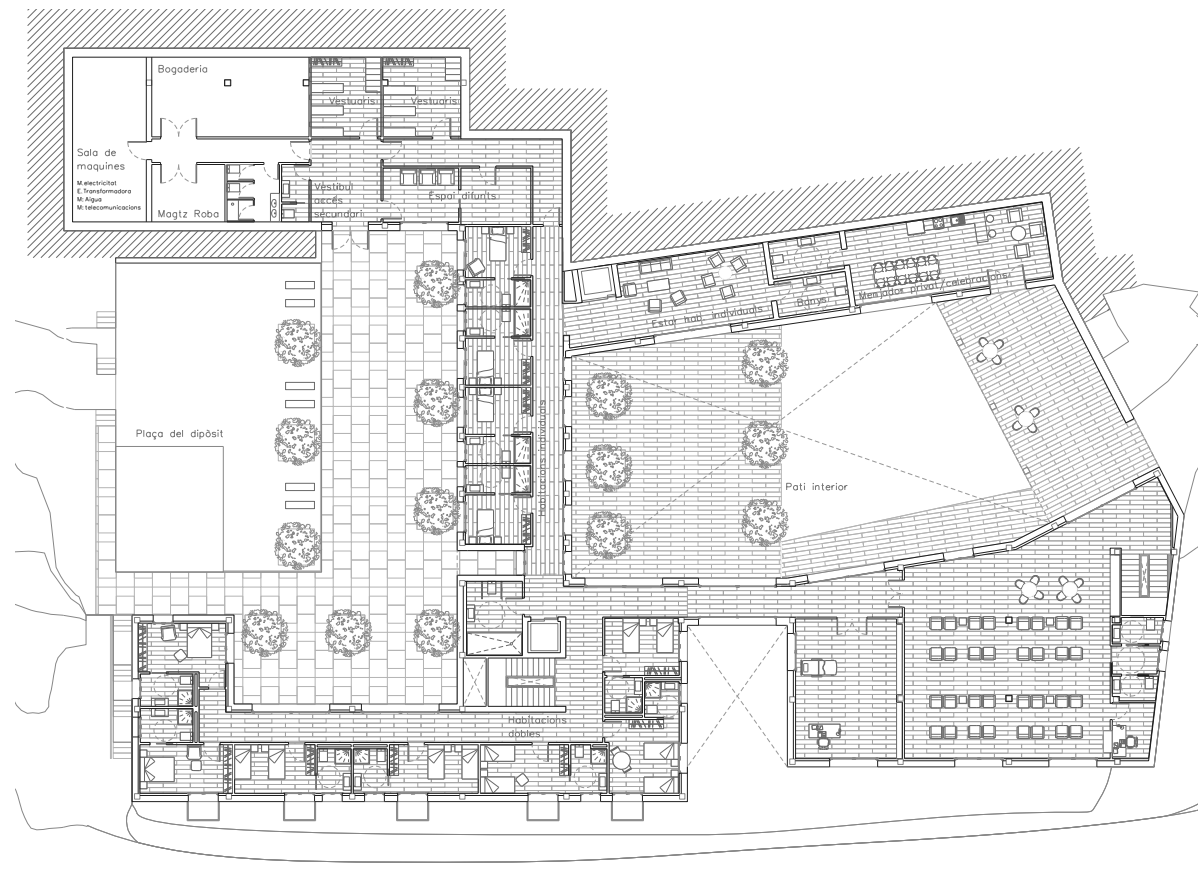 Bogaderia
Vestuaris
Vestuaris
Sala de
maquines
M.electricitat
E.Transformadora
M: Aigua
M: telecomunicacions
Magtz Roba
Vestibul
accés
secundari
Espai difunts
Menjador privat/celebracions
Banys
Estar hab. individuals
Habitacions individuals
Plaça del dipòsit
Pati interior
Habitacions
dobles